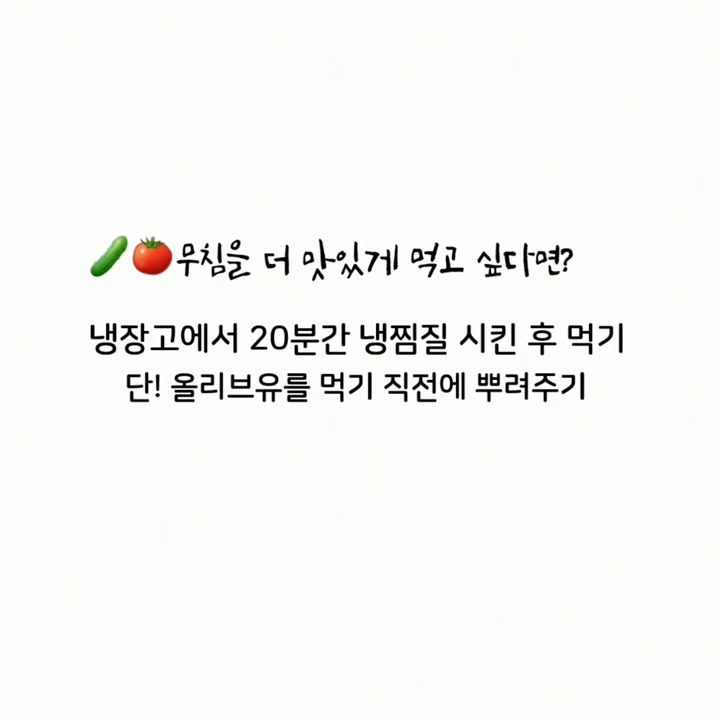 🥒🍅무침을 더 맛있게 먹고 싶다면?
냉장고에서 20분간 냉찜질 시킨 후 먹기
단! 올리브유를 먹기 직전에 뿌려주기